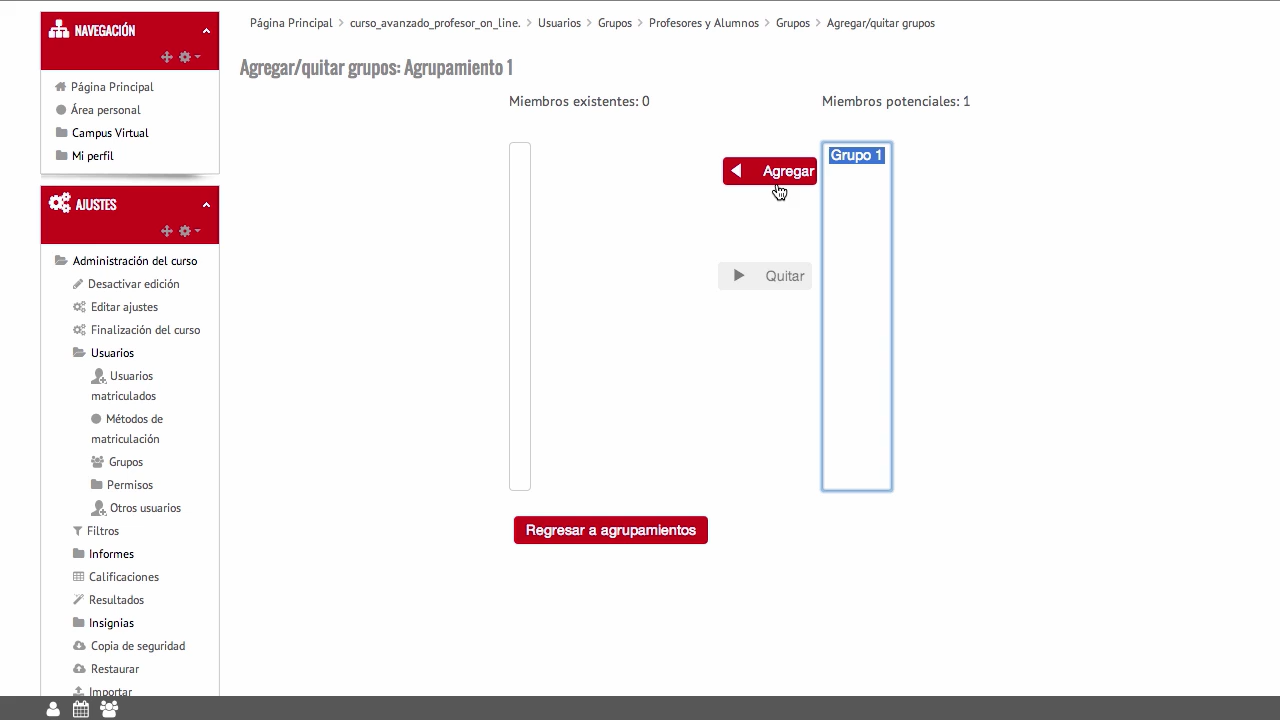 NAVEGACIÓN
Página Principal
Área personal
Campus Virtual
Mi perfil
AJUSTES
Administración del curso
Desactivar edición
Editar ajustes
Finalización del curso
Usuarios
Usuarios
matriculados
Métodos de
matriculación
Grupos
Permisos
Otros usuarios
Filtros
Informes
Calificaciones
Resultados
Insignias
Copia de seguridad
Restaurar
Importar
Página Principal curso_avanzado_profesor_on_line. Usuarios Grupos Profesores y Alumnos Grupos Agregar/quitar grupos
Agregar/quitar grupos: Agrupamiento 1
Miembros existentes: 0
Miembros potenciales: 1
Agregar
Grupo 1
Quitar
Regresar a agrupamientos